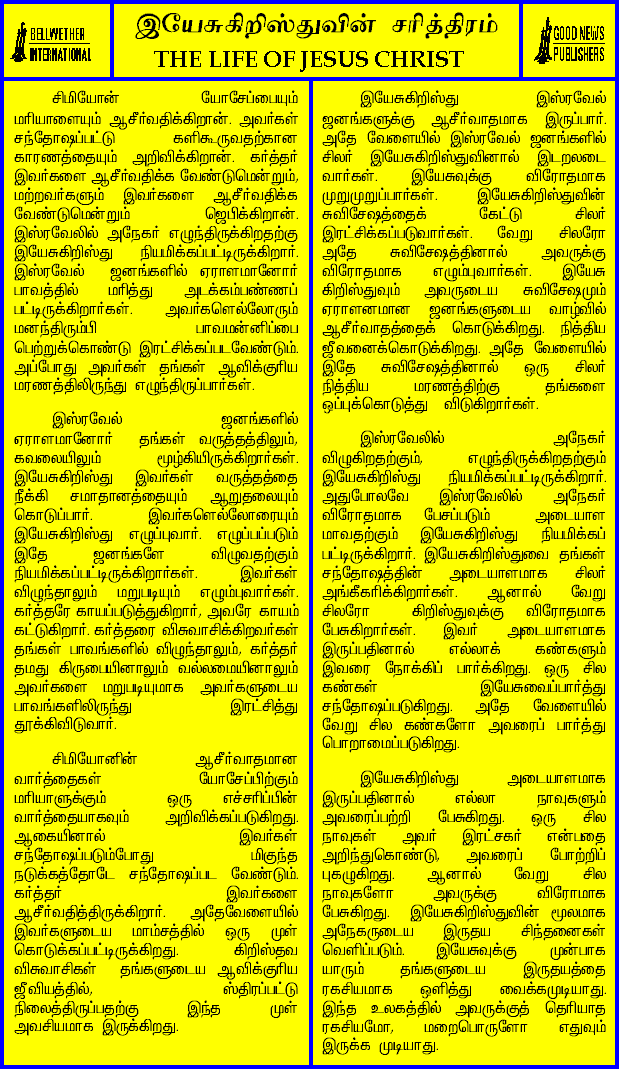 BELLWETHER
INTERNATIONAL
இயேசுகிறிஸ்துவின் சரித்திரம்
THE LIFE OF JESUS CHRIST
GOOD NEWS
PUBLISHERS
சிமியோன் யோசேப்பையும்
மரியாளையும் ஆசீர்வதிக்கிறான். அவர்கள்
சந்தோஷப்பட்டு களிகூருவதற்கான
காரணத்தையும் அறிவிக்கிறான். கர்த்தர்
இவர்களை ஆசீர்வதிக்க வேண்டுமென்றும்,
மற்றவர்களும் இவர்களை ஆசீர்வதிக்க
வேண்டுமென்றும் ஜெபிக்கிறான்.
இஸ்ரவேலில் அநேகர் எழுந்திருக்கிறதற்கு
இயேசுகிறிஸ்து நியமிக்கப்பட்டிருக்கிறார்.
இஸ்ரவேல் ஜனங்களில் ஏராளமானோர்
பாவத்தில் மரித்து அடக்கம்பண்ணப்
பட்டிருக்கிறார்கள். அவர்களெல்லோரும்
மனந்திரும்பி பாவமன்னிப்பை
பெற்றுக்கொண்டு இரட்சிக்கப்படவேண்டும்.
அப்போது அவர்கள் தங்கள் ஆவிக்குரிய
மரணத்திலிருந்து எழுந்திருப்பார்கள்.
இஸ்ரவேல் ஜனங்களில்
ஏராளமானோர் தங்கள் வருத்தத்திலும்,
கவலையிலும் மூழ்கியிருக்கிறார்கள்.
இயேசுகிறிஸ்து இவர்கள் வருத்தத்தை
நீக்கி சமாதானத்தையும் ஆறுதலையும்
கொடுப்பார். இவர்களெல்லோரையும்
இயேசுகிறிஸ்து எழுப்புவார். எழுப்பப்படும்
இதே ஜனங்களே விழுவதற்கும்
நியமிக்கப்பட்டிருக்கிறார்கள். இவர்கள்
விழுந்தாலும் மறுபடியும் எழும்புவார்கள்.
கர்த்தரே காயப்படுத்துகிறார், அவரே காயம்
கட்டுகிறார். கர்த்தரை விசுவாசிக்கிறவர்கள்
தங்கள் பாவங்களில் விழுந்தாலும், கர்த்தர்
தமது கிருபையினாலும் வல்லமையினாலும்
அவர்களை மறுபடியுமாக அவர்களுடைய
பாவங்களிலிருந்து இரட்சித்து
தூக்கிவிடுவார்.
சிமியோனின் ஆசீர்வாதமான
வார்த்தைகள் யோசேப்பிற்கும்
மரியாளுக்கும் ஒரு எச்சரிப்பின்
வார்த்தையாகவும் அறிவிக்கப்படுகிறது.
ஆகையினால் இவர்கள்
சந்தோஷப்படும்போது மிகுந்த
நடுக்கத்தோடே சந்தோஷப்பட வேண்டும்.
கர்த்தர் இவர்களை
ஆசீர்வதித்திருக்கிறார். அதேவேளையில்
இவர்களுடைய மாம்சத்தில் ஒரு முள்
கொடுக்கப்பட்டிருக்கிறது. கிறிஸ்தவ
விசுவாசிகள் தங்களுடைய ஆவிக்குரிய
ஜீவியத்தில், ஸ்திரப்பட்டு
நிலைத்திருப்பதற்கு இந்த முள்
அவசியமாக இருக்கிறது.
இயேசுகிறிஸ்து இஸ்ரவேல்
ஜனங்களுக்கு ஆசீர்வாதமாக இருப்பார்.
அதே வேளையில் இஸ்ரவேல் ஜனங்களில்
சிலர் இயேசுகிறிஸ்துவினால் இடறலடை
வார்கள். இயேசுவுக்கு விரோதமாக
முறுமுறுப்பார்கள். இயேசுகிறிஸ்துவின்
சுவிசேஷத்தைக் கேட்டு சிலர்
இரட்சிக்கப்படுவார்கள். வேறு சிலரோ
அதே சுவிசேஷத்தினால் அவருக்கு
விரோதமாக எழும்புவார்கள். இயேசு
கிறிஸ்துவும் அவருடைய சுவிசேஷமும்
ஏராளனமான ஜனங்களுடைய வாழ்வில்
ஆசீர்வாதத்தைக் கொடுக்கிறது. நித்திய
ஜீவனைக்கொடுக்கிறது. அதே வேளையில்
இதே சுவிசேஷத்தினால் ஒரு சிலர்
நித்திய மரணத்திற்கு தங்களை
ஒப்புக்கொடுத்து விடுகிறார்கள்.
இஸ்ரவேலில் அநேகர்
விழுகிறதற்கும், எழுந்திருக்கிறதற்கும்
இயேசுகிறிஸ்து நியமிக்கப்பட்டிருக்கிறார்.
அதுபோலவே இஸ்ரவேலில் அநேகர்
விரோதமாக பேசப்படும் அடையாள
மாவதற்கும் இயேசுகிறிஸ்து நியமிக்கப்
பட்டிருக்கிறார். இயேசுகிறிஸ்துவை தங்கள்
சந்தோஷத்தின் அடையாளமாக சிலர்
அங்கீகரிக்கிறார்கள். ஆனால் வேறு
சிலரோ கிறிஸ்துவுக்கு விரோதமாக
பேசுகிறார்கள். இவர் அடையாளமாக
இருப்பதினால் எல்லாக் கண்களும்
இவரை நோக்கிப் பார்க்கிறது. ஒரு சில
கண்கள் இயேசுவைப்பார்த்து
சந்தோஷப்படுகிறது. அதே வேளையில்
வேறு சில கண்களோ அவரைப் பார்த்து
பொறாமைப்படுகிறது.
இயேசுகிறிஸ்து அடையாளமாக
இருப்பதினால் எல்லா நாவுகளும்
அவரைப்பற்றி பேசுகிறது. ஒரு சில
நாவுகள் அவர் இரட்சகர் என்பதை
அறிந்துகொண்டு, அவரைப் போற்றிப்
புகழுகிறது. ஆனால் வேறு சில
நாவுகளோ அவருக்கு விரோமாக
பேசுகிறது. இயேசுகிறிஸ்துவின் மூலமாக
அநேகருடைய இருதய சிந்தனைகள்
வெளிப்படும். இயேசுவுக்கு முன்பாக
யாரும் தங்களுடைய இருதயத்தை
ரகசியமாக ஒளித்து வைக்கமுடியாது.
இந்த உலகத்தில் அவருக்குத் தெரியாத
ரகசியமோ, மறைபொருளோ எதுவும்
இருக்க முடியாது.